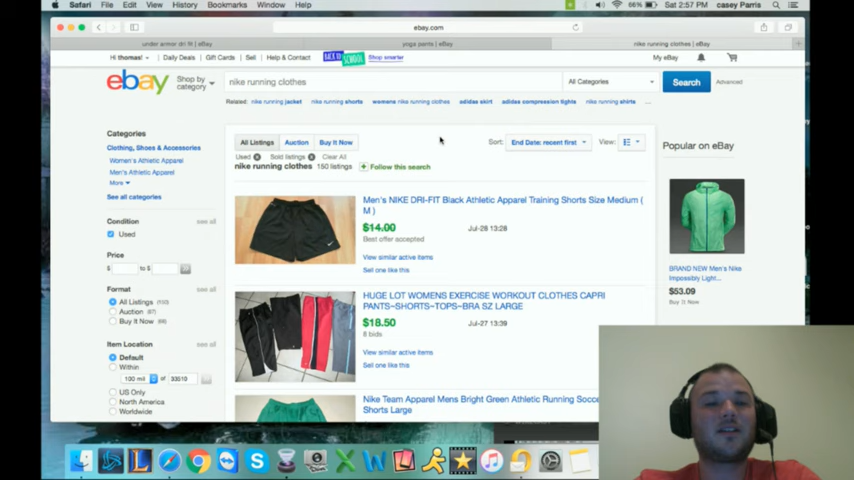 Safari File Edit View History Bookmarks Window Help
66% Sat 2:57 PM casey Parris
ebay.com
under armor dri fit | eBay
yoga pants | eBay
nike running clothes | eBay
Hi thomas! Daily Deals Gift Cards Sell Help & Contact
BACK TO SCHOOL Shop smarter
My eBay
ebay
Shop by category
nike running clothes
All Categories
Search
Advanced
Related: nike running jacket nike running shorts womens nike running clothes adidas skirt adidas compression tights nike running shirts ...
Categories
Clothing, Shoes & Accessories
Women's Athletic Apparel
Men's Athletic Apparel
More
See all categories
Condition see all
Used
Price
$ to $
Format see all
All Listings
Auction
Buy It Now
Item Location see all
Default
Within
100 mil of 33510
US Only
North America
Worldwide
All Listings Auction Buy It Now
Sort: End Date: recent first View:
Used Sold listings Clear All
nike running clothes 150 listings + Follow this search
Men's NIKE DRI-FIT Black Athletic Apparel Training Shorts Size Medium (
M )
$14.00 Jul-28 13:28
Best offer accepted
View similar active items
Sell one like this
HUGE LOT WOMENS EXERCISE WORKOUT CLOTHES CAPRI
PANTS~SHORTS~TOPS~BRA SZ LARGE
$18.50 Jul-27 13:39
8 bids
View similar active items
Sell one like this
Nike Team Apparel Mens Bright Green Athletic Running Socce
Shorts Large
Popular on eBay
BRAND NEW Men's Nike
Impossibly Light...
$53.09
Buy It Now